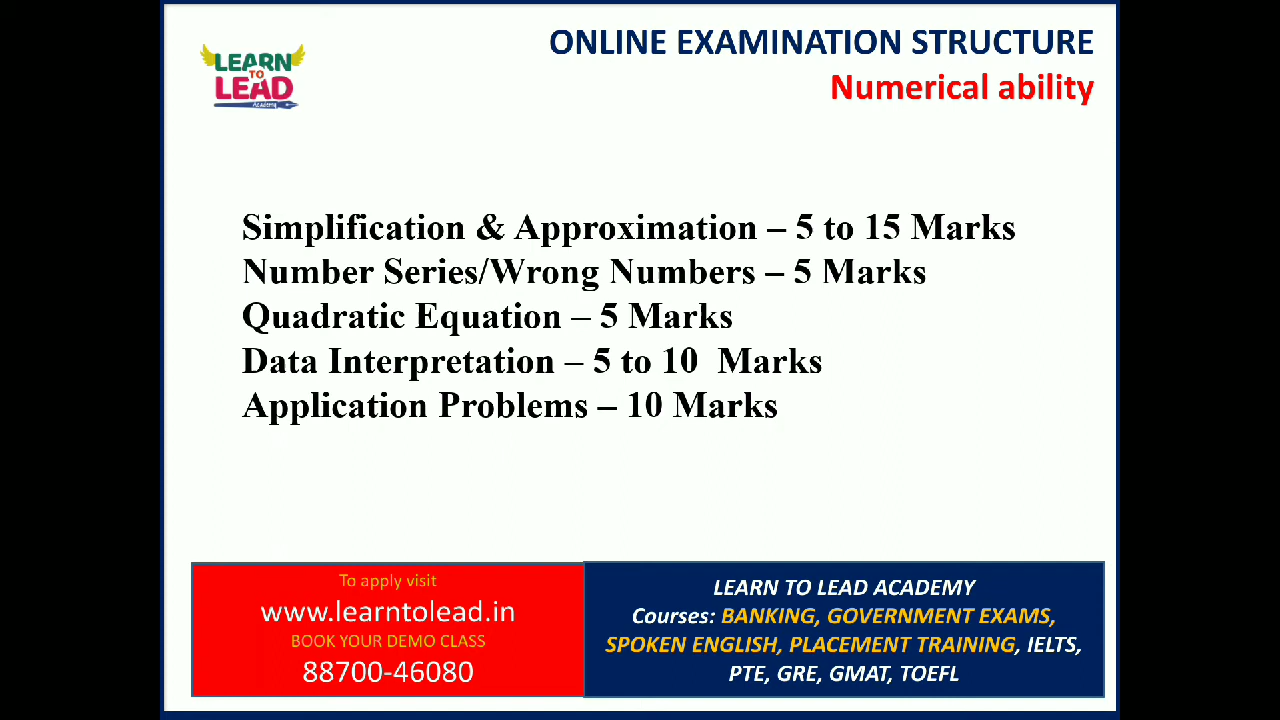 LEARN
TO
LEAD
Academy
ONLINE EXAMINATION STRUCTURE
Numerical ability
Simplification & Approximation – 5 to 15 Marks
Number Series/Wrong Numbers – 5 Marks
Quadratic Equation – 5 Marks
Data Interpretation – 5 to 10  Marks
Application Problems – 10 Marks
To apply visit
www.learntolead.in
BOOK YOUR DEMO CLASS
88700-46080
LEARN TO LEAD ACADEMY
Courses: BANKING, GOVERNMENT EXAMS,
SPOKEN ENGLISH, PLACEMENT TRAINING, IELTS,
PTE, GRE, GMAT, TOEFL